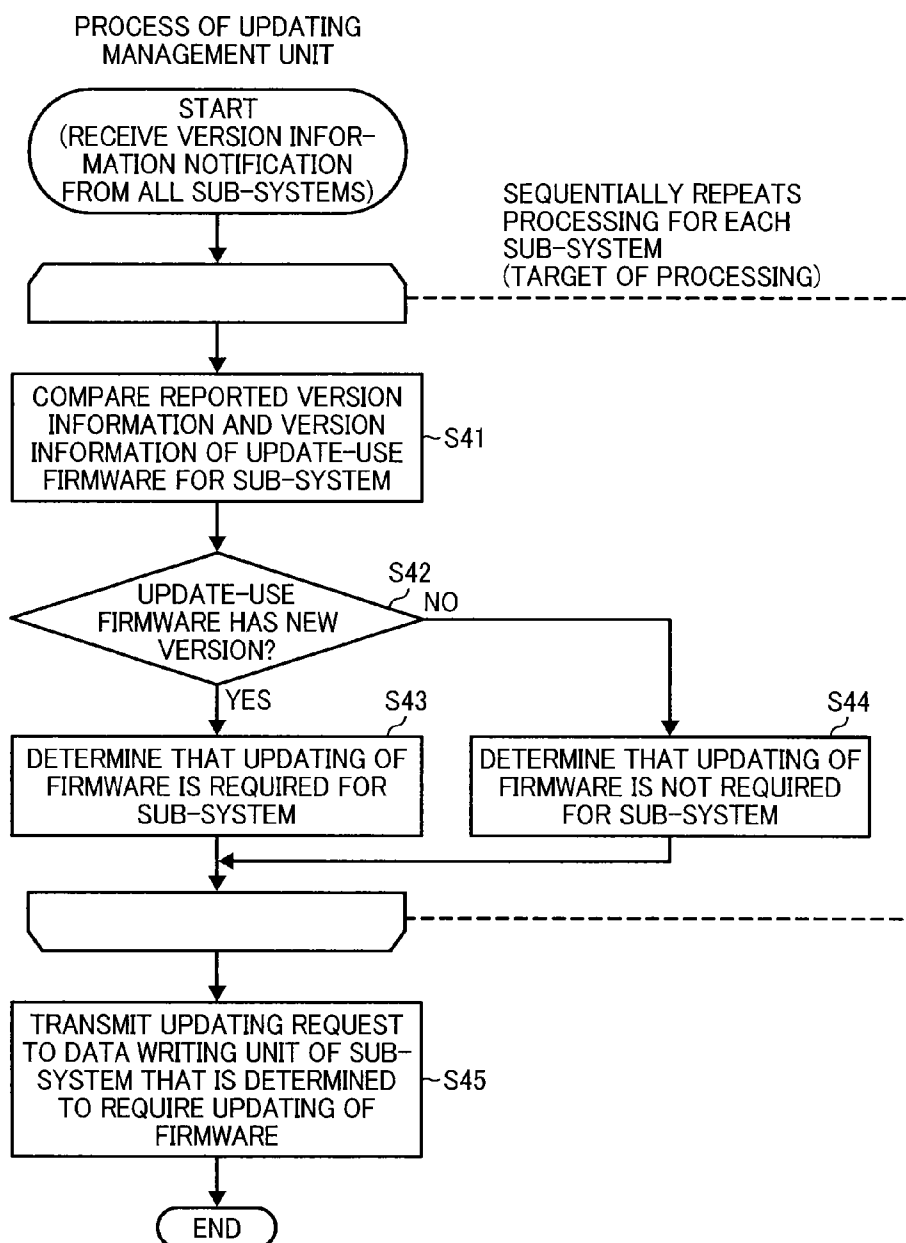 PROCESS OF UPDATING
MANAGEMENT UNIT
START
(RECEIVE VERSION INFOR-
MATION NOTIFICATION
FROM ALL SUB-SYSTEMS)
SEQUENTIALLY REPEATS
PROCESSING FOR EACH
SUB-SYSTEM
(TARGET OF PROCESSING)
COMPARE REPORTED VERSION
INFORMATION AND VERSION
INFORMATION OF UPDATE-USE
FIRMWARE FOR SUB-SYSTEM
S41
S42
UPDATE-USE
FIRMWARE HAS NEW
VERSION?
NO
YES
S43
DETERMINE THAT UPDATING OF
FIRMWARE IS REQUIRED FOR
SUB-SYSTEM
S44
DETERMINE THAT UPDATING OF
FIRMWARE IS NOT REQUIRED
FOR SUB-SYSTEM
TRANSMIT UPDATING REQUEST
TO DATA WRITING UNIT OF SUB-
SYSTEM THAT IS DETERMINED
TO REQUIRE UPDATING OF
FIRMWARE
S45
END